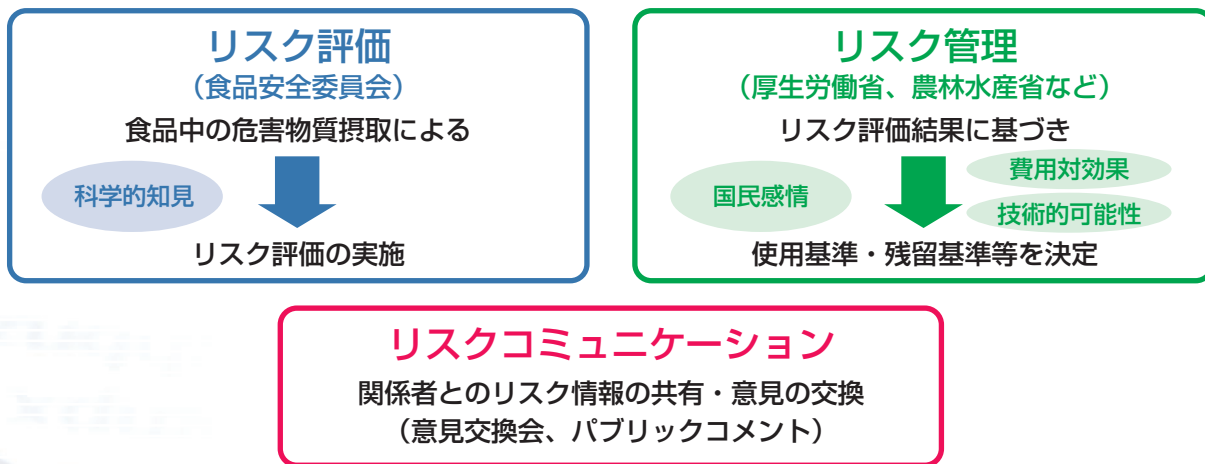 リスク評価
（食品安全委員会）
食品中の危害物質摂取による
科学的知見
リスク評価の実施
リスク管理
（厚生労働省、農林水産省など）
リスク評価結果に基づき
国民感情
費用対効果
技術的可能性
使用基準・残留基準等を決定
リスクコミュニケーション
関係者とのリスク情報の共有・意見の交換
（意見交換会、パブリックコメント）